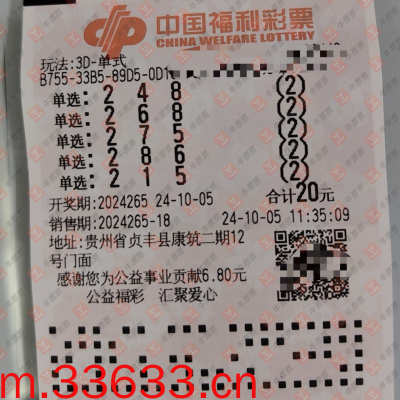 中国福利彩票
CHINA WELFARE LOTTERY
玩法:3D-单式
B755-33B5-89D5-0D1
单选: 2 4 8 (2)
单选: 2 6 8 (2)
单选: 2 7 5 (2)
单选: 2 8 6 (2)
单选: 2 1 5 (2)
开奖期:2024265 24-10-05 合计20元
销售期:2024265-18 24-10-05 11:35:09
地址:贵州省贞丰县康筑二期12
号门面
感谢您为公益事业贡献6.80元
公益福彩 汇聚爱心
m.33633.cn